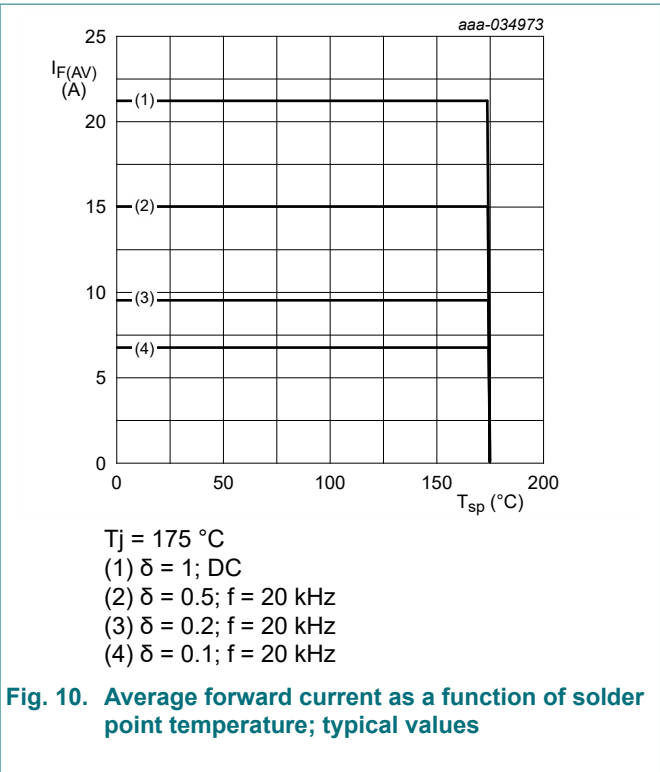 aaa-034973
25
I_F(AV)
(A)
20
15
10
5
0
(1)
(2)
(3)
(4)
0 50 100 150 200
T_sp (°C)
Tj = 175 °C
(1) δ = 1; DC
(2) δ = 0.5; f = 20 kHz
(3) δ = 0.2; f = 20 kHz
(4) δ = 0.1; f = 20 kHz
Fig. 10. Average forward current as a function of solder
point temperature; typical values